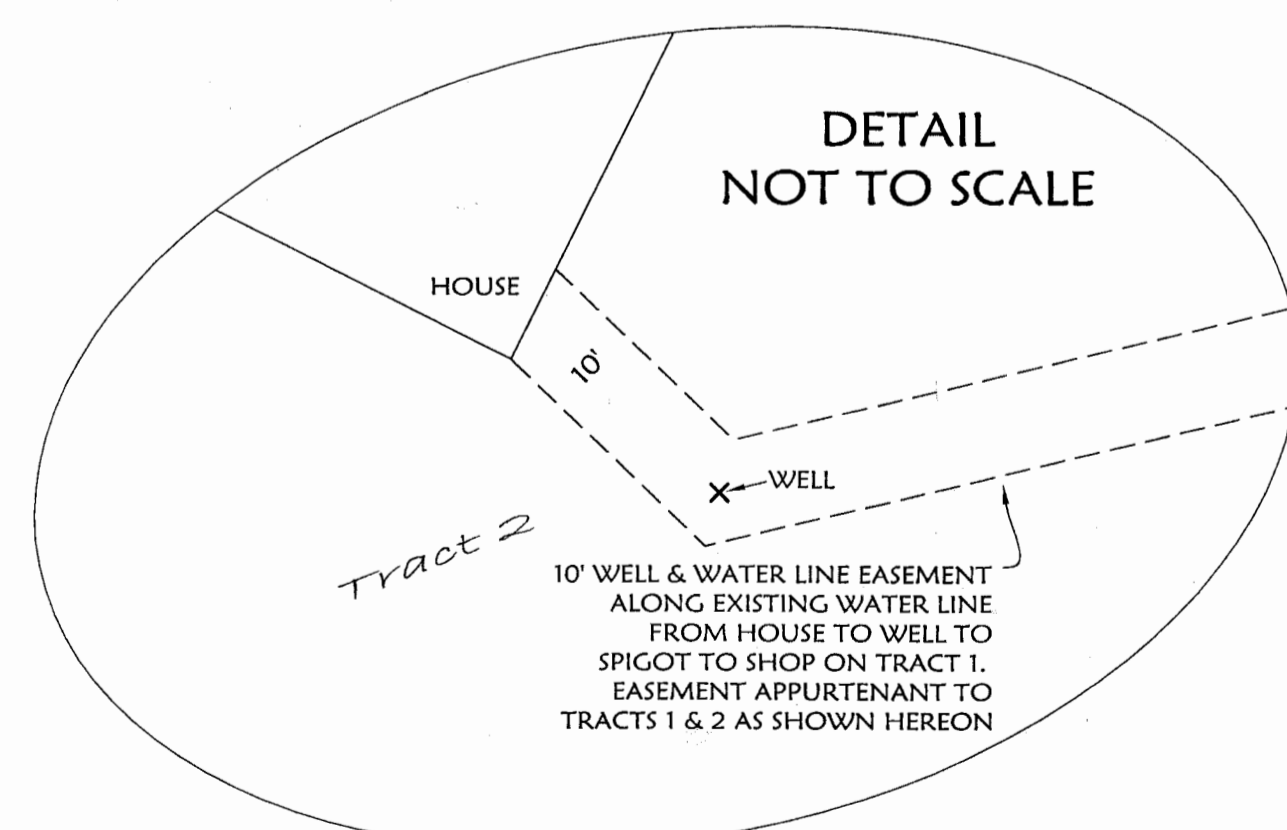 DETAIL
NOT TO SCALE
HOUSE
10'
WELL
Tract 2
10' WELL & WATER LINE EASEMENT
ALONG EXISTING WATER LINE
FROM HOUSE TO WELL TO
SPIGOT TO SHOP ON TRACT 1.
EASEMENT APPURTENANT TO
TRACTS 1 & 2 AS SHOWN HEREON